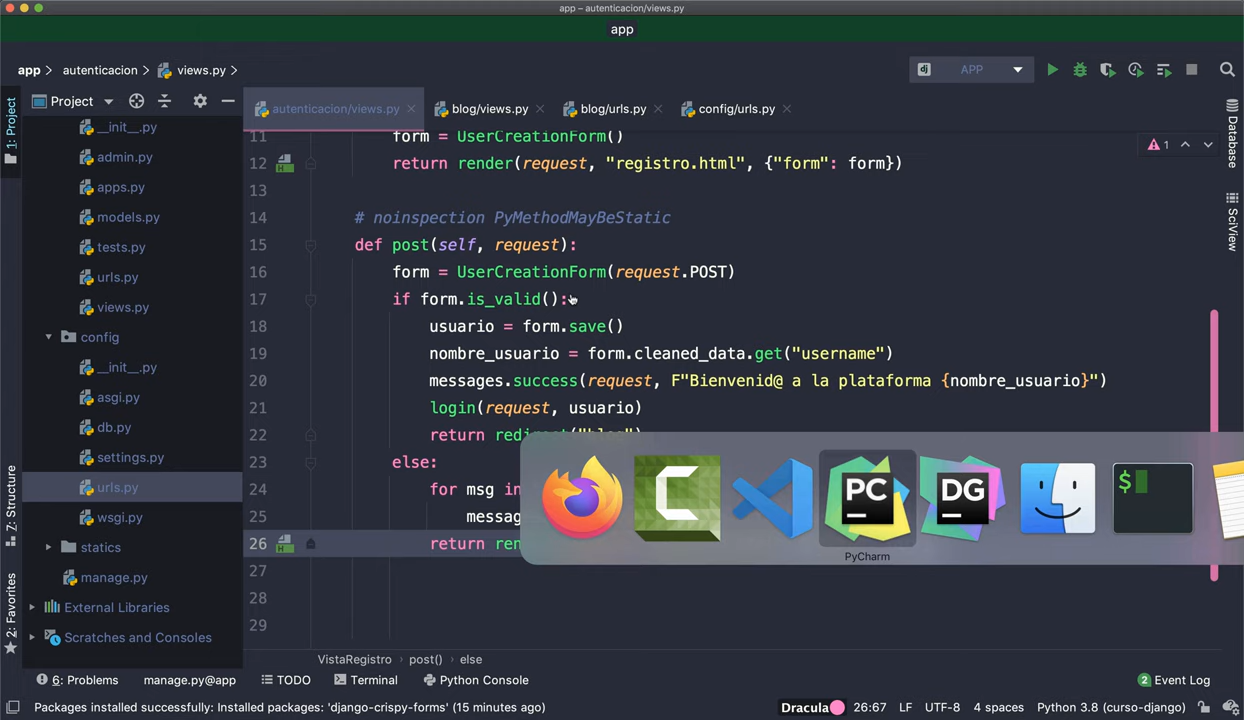 app – autenticacion/views.py
app
app
autenticacion
views.py
dj
APP
1: Project
Project
autenticacion/views.py
blog/views.py
blog/urls.py
config/urls.py
Database
SciView
1
__init__.py
admin.py
apps.py
models.py
tests.py
urls.py
views.py
config
__init__.py
asgi.py
db.py
settings.py
urls.py
wsgi.py
statics
manage.py
External Libraries
Scratches and Consoles
Z: Structure
2: Favorites
11 form = UserCreationForm()
12 return render(request, "registro.html", {"form": form})
13
14 # noinspection PyMethodMayBeStatic
15 def post(self, request):
16 form = UserCreationForm(request.POST)
17 if form.is_valid():
18 usuario = form.save()
19 nombre_usuario = form.cleaned_data.get("username")
20 messages.success(request, F"Bienvenid@ a la plataforma {nombre_usuario}")
21 login(request, usuario)
22 return redirect("blog")
23 else:
24 for msg in
25 messag
26 return ren
27
28
29
PC
DG
$
PyCharm
VistaRegistro
post()
else
6: Problems
manage.py@app
TODO
Terminal
Python Console
2 Event Log
Packages installed successfully: Installed packages: 'django-crispy-forms' (15 minutes ago)
Dracula
26:67
LF
UTF-8
4 spaces
Python 3.8 (curso-django)